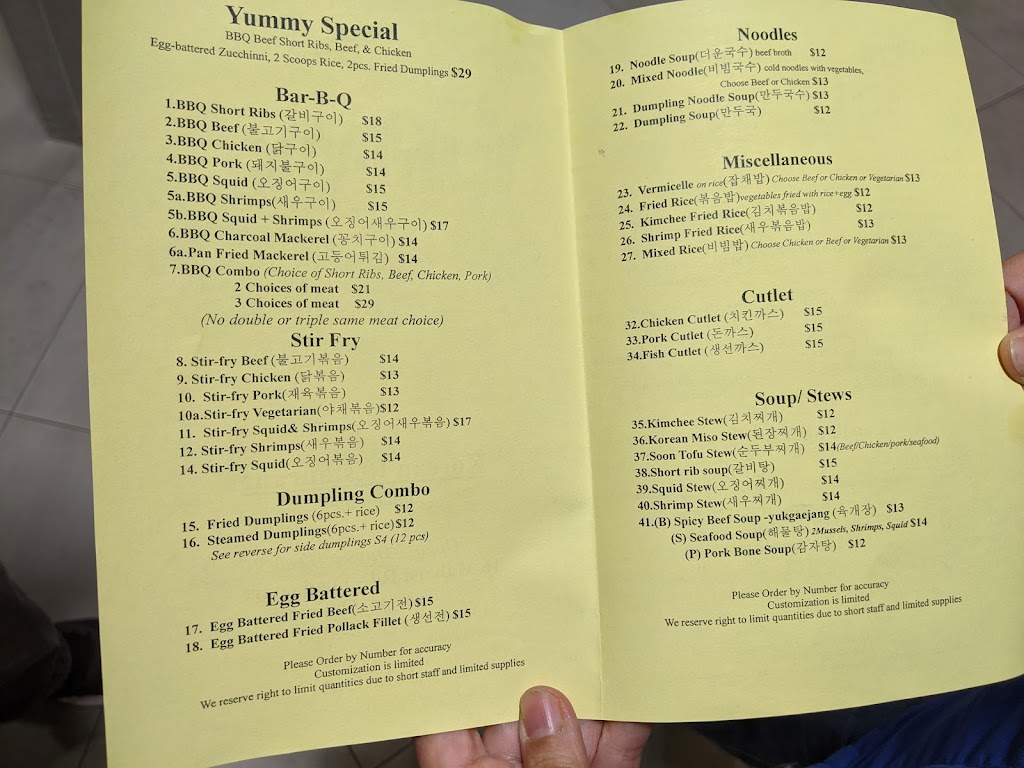 Yummy Special
BBQ Beef Short Ribs, Beef, & Chicken
Egg-battered Zucchinni, 2 Scoops Rice, 2pcs. Fried Dumplings $29
Bar-B-Q
1.BBQ Short Ribs (갈비구이) $18
2.BBQ Beef (불고기구이) $15
3.BBQ Chicken (닭구이) $14
4.BBQ Pork (돼지불구이) $14
5.BBQ Squid (오징어구이) $15
5a.BBQ Shrimps(새우구이) $15
5b.BBQ Squid + Shrimps (오징어새우구이) $17
6.BBQ Charcoal Mackerel (꽁치구이) $14
6a.Pan Fried Mackerel (고등어튀김) $14
7.BBQ Combo (Choice of Short Ribs, Beef, Chicken, Pork)
2 Choices of meat $21
3 Choices of meat $29
(No double or triple same meat choice)
Stir Fry
8. Stir-fry Beef (불고기볶음) $14
9. Stir-fry Chicken (닭볶음) $13
10. Stir-fry Pork(재육볶음) $13
10a.Stir-fry Vegetarian(야채볶음)$12
11. Stir-fry Squid& Shrimps(오징어새우볶음) $17
12. Stir-fry Shrimps(새우볶음) $14
14. Stir-fry Squid(오징어볶음) $14
Dumpling Combo
15. Fried Dumplings (6pcs.+ rice) $12
16. Steamed Dumplings(6pcs.+ rice)$12
See reverse for side dumplings S4 (12 pcs)
Egg Battered
17. Egg Battered Fried Beef(소고기전)$15
18. Egg Battered Fried Pollack Fillet (생선전) $15
Please Order by Number for accuracy
Customization is limited
We reserve right to limit quantities due to short staff and limited supplies
Noodles
19. Noodle Soup(더운국수) beef broth $12
20. Mixed Noodle(비빔국수) cold noodles with vegetables,
Choose Beef or Chicken $13
21. Dumpling Noodle Soup(만두국수) $13
22. Dumpling Soup(만두국) $12
Miscellaneous
23. Vermicelle on rice(잡채밥) Choose Beef or Chicken or Vegetarian $13
24. Fried Rice(볶음밥)vegetables fried with rice+egg $12
25. Kimchee Fried Rice(김치볶음밥) $12
26. Shrimp Fried Rice(새우볶음밥) $13
27. Mixed Rice(비빔밥) Choose Chicken or Beef or Vegetarian $13
Cutlet
32.Chicken Cutlet (치킨까스) $15
33.Pork Cutlet (돈까스) $15
34.Fish Cutlet (생선까스) $15
Soup/ Stews
35.Kimchee Stew(김치찌개) $12
36.Korean Miso Stew(된장찌개) $12
37.Soon Tofu Stew(순두부찌개) $14(Beef/Chicken/pork/seafood)
38.Short rib soup(갈비탕) $15
39.Squid Stew(오징어찌개) $14
40.Shrimp Stew(새우찌개) $14
41.(B) Spicy Beef Soup -yukgaejang (육개장) $13
(S) Seafood Soup(해물탕) 2Mussels, Shrimps, Squid $14
(P) Pork Bone Soup(감자탕) $12
Please Order by Number for accuracy
Customization is limited
We reserve right to limit quantities due to short staff and limited supplies